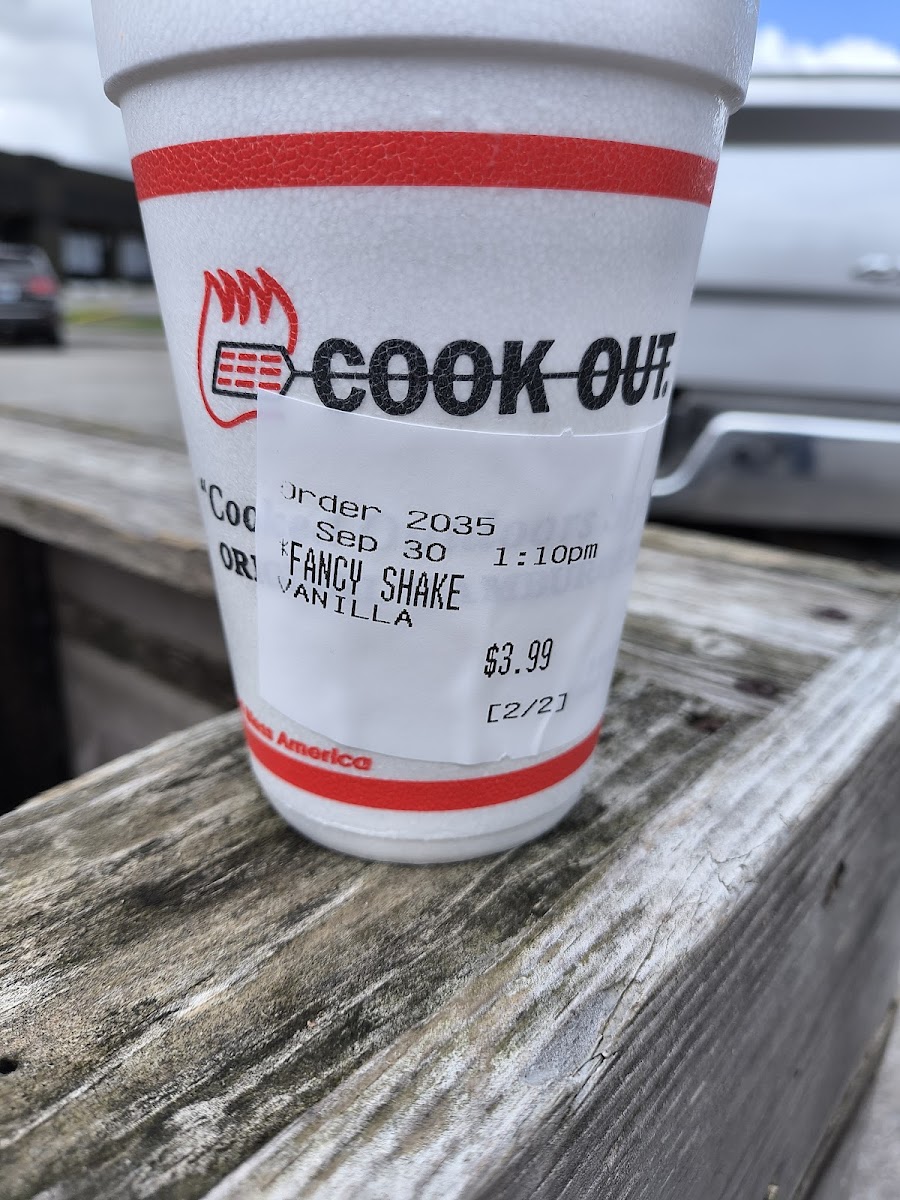 COOK OUT.
Order 2035
Sep 30 1:10pm
*FANCY SHAKE
VANILLA
$3.99
[2/2]
America